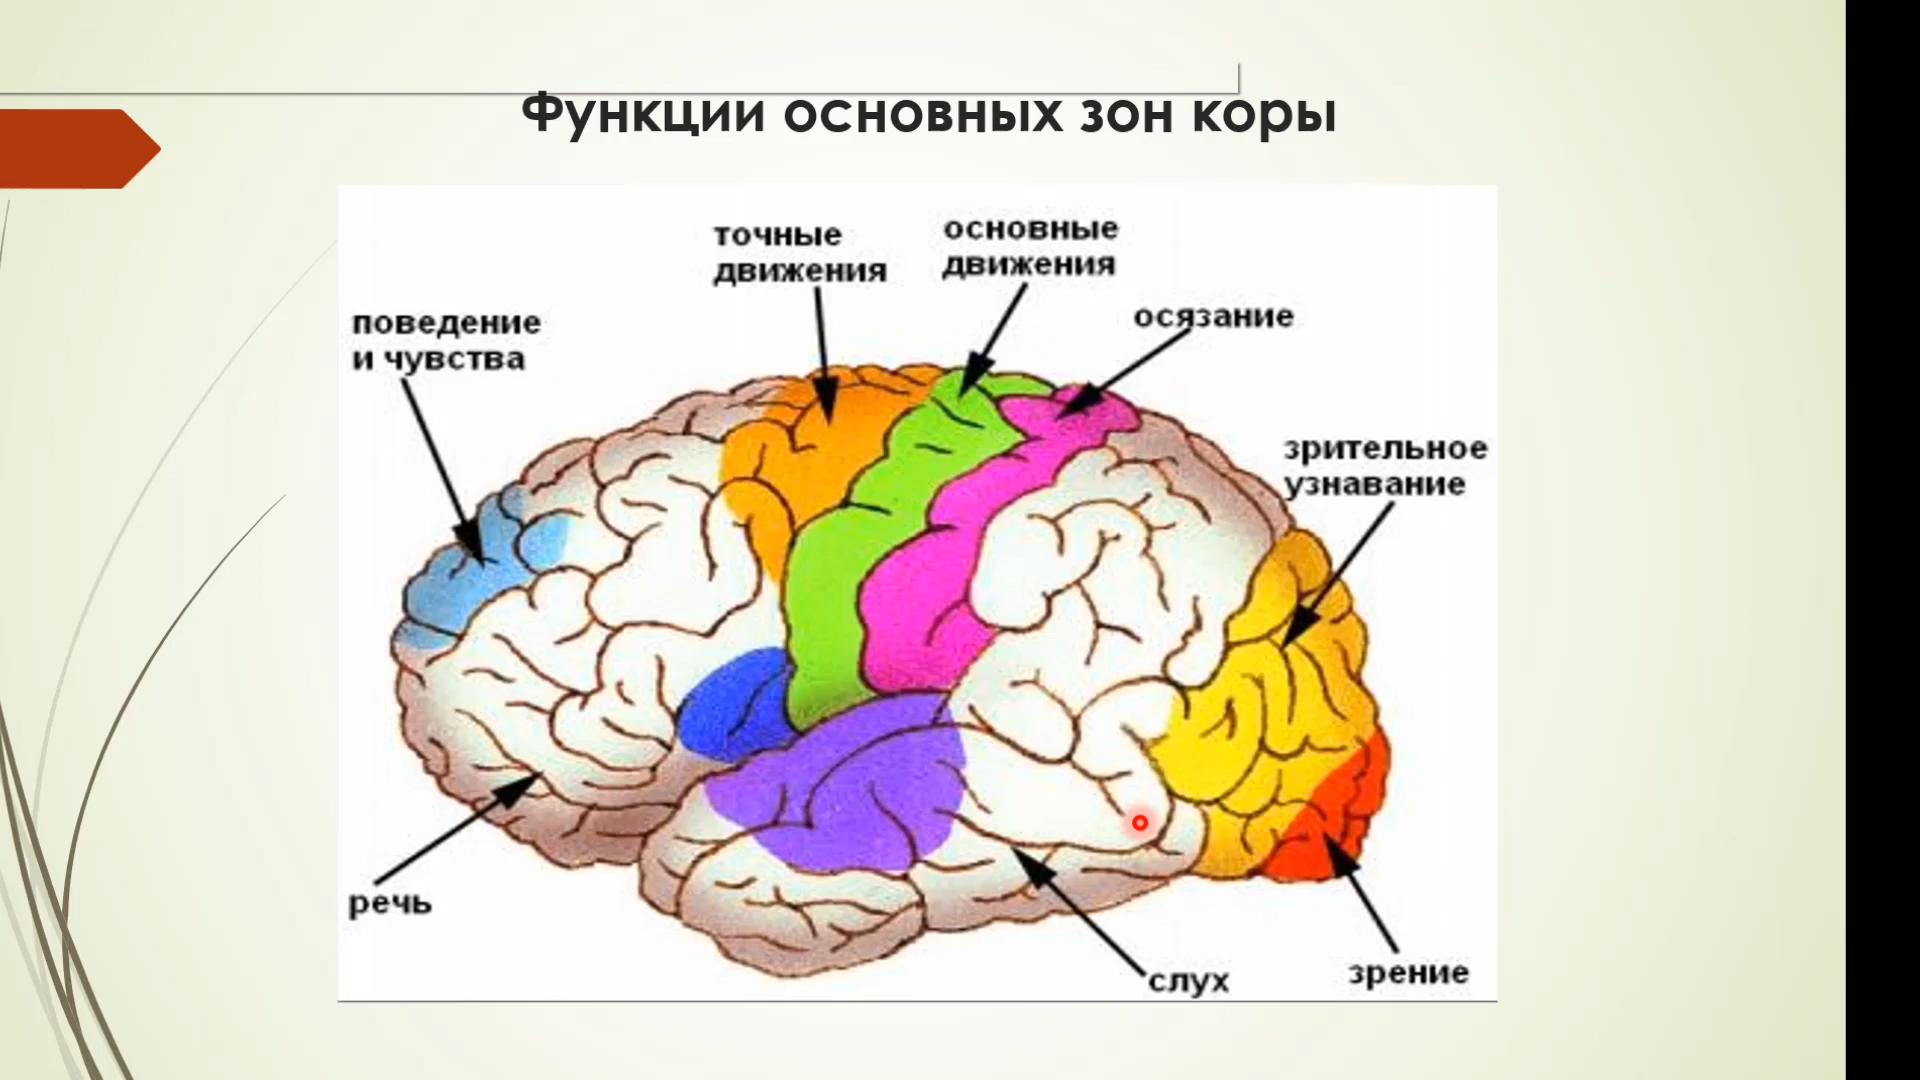 Функции основных зон коры
точные
движения
основные
движения
осязание
поведение
и чувства
зрительное
узнавание
речь
слух
зрение